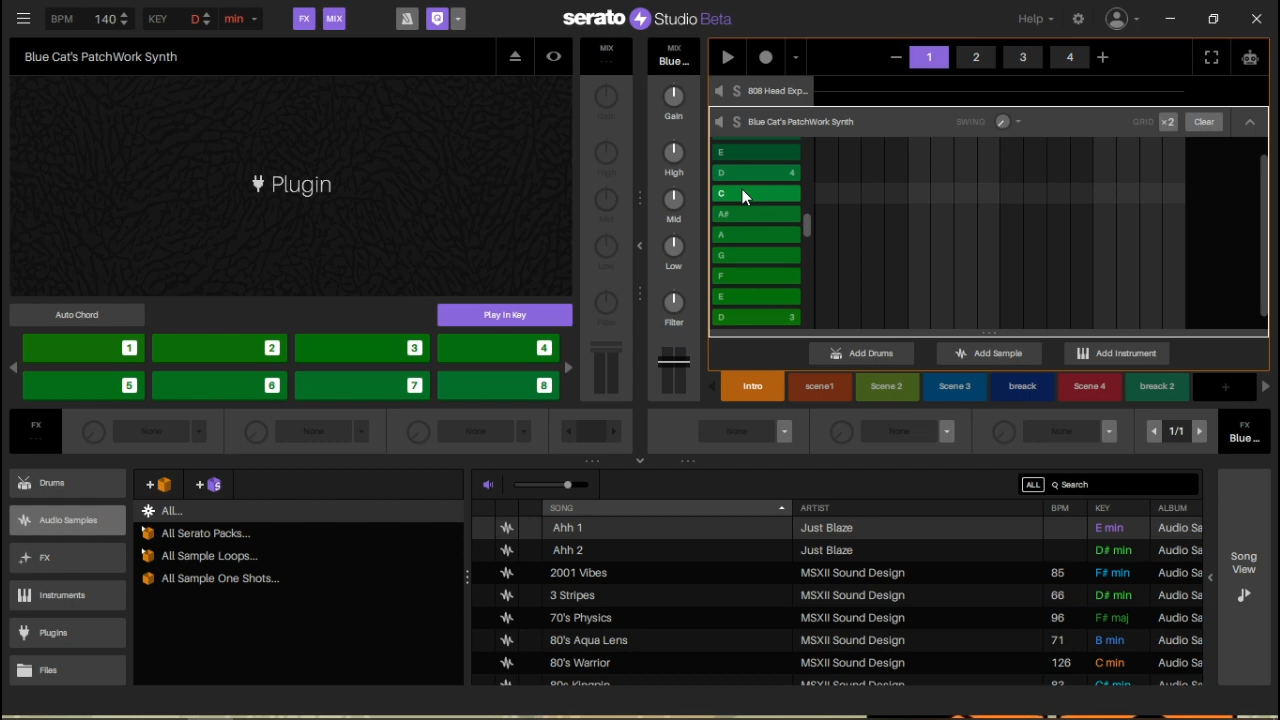 BPM 140 KEY D min FX MIX serato Studio Beta Help
Blue Cat's PatchWork Synth
MIX
MIX
Blue ...
1 2 3 4
808 Head Exp...
S Blue Cat's PatchWork Synth SWING GRID x2 Clear
Gain
High
Mid
Low
Filter
Gain
High
Mid
Low
Filter
Plugin
E
D 4
C
A#
A
G
F
E
D 3
Auto Chord Play In Key
1 2 3 4
5 6 7 8
Add Drums Add Sample Add Instrument
Intro scene1 Scene 2 Scene 3 breack Scene 4 breack 2 +
FX None None None None None None 1/1 FX
Blue ...
Drums
Audio Samples
FX
Instruments
Plugins
Files
All...
All Serato Packs...
All Sample Loops...
All Sample One Shots...
ALL Search
SONG ARTIST BPM KEY ALBUM
Ahh 1 Just Blaze E min Audio Sa
Ahh 2 Just Blaze D# min Audio Sa
2001 Vibes MSXII Sound Design 85 F# min Audio Sa
3 Stripes MSXII Sound Design 66 D# min Audio Sa
70's Physics MSXII Sound Design 96 F# maj Audio Sa
80's Aqua Lens MSXII Sound Design 71 B min Audio Sa
80's Warrior MSXII Sound Design 126 C min Audio Sa
Song
View